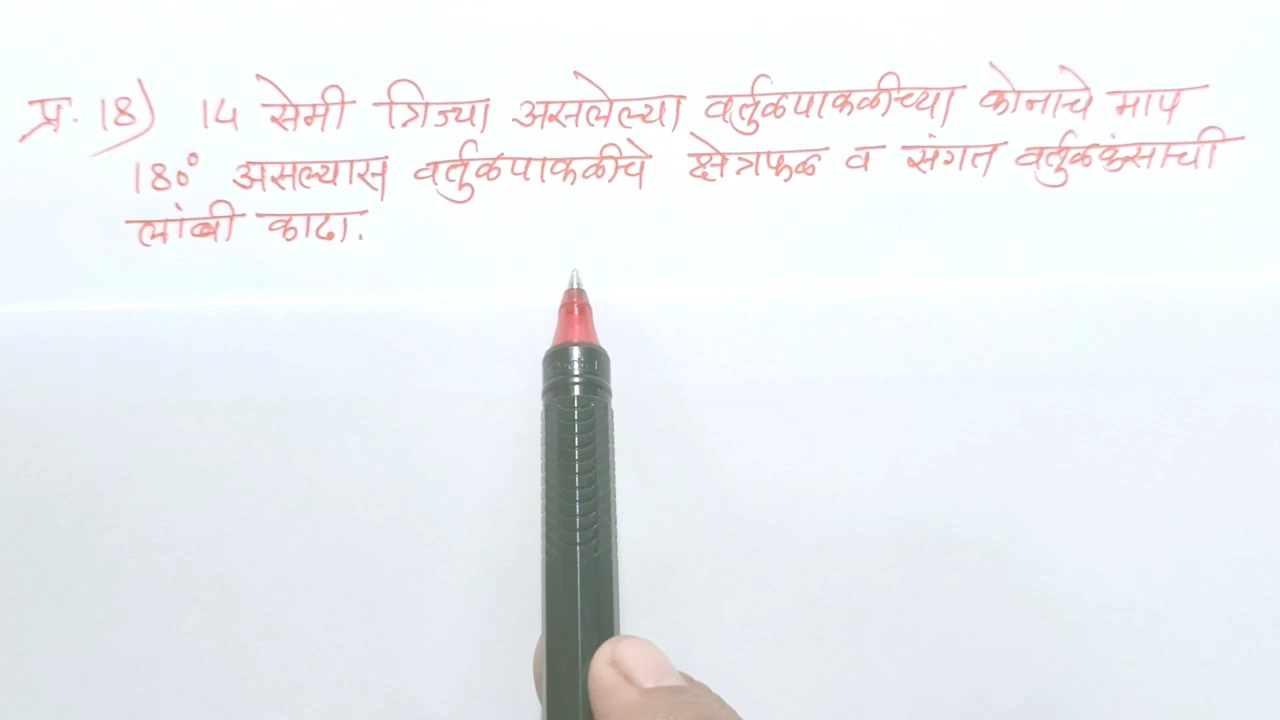 प्र. 18) 14 सेमी त्रिज्या असलेल्या वर्तुळपाकळीच्या कोनाचे माप
180° असल्यास वर्तुळपाकळीचे क्षेत्रफळ व संगत वर्तुळकंसाची
लांबी काढा.